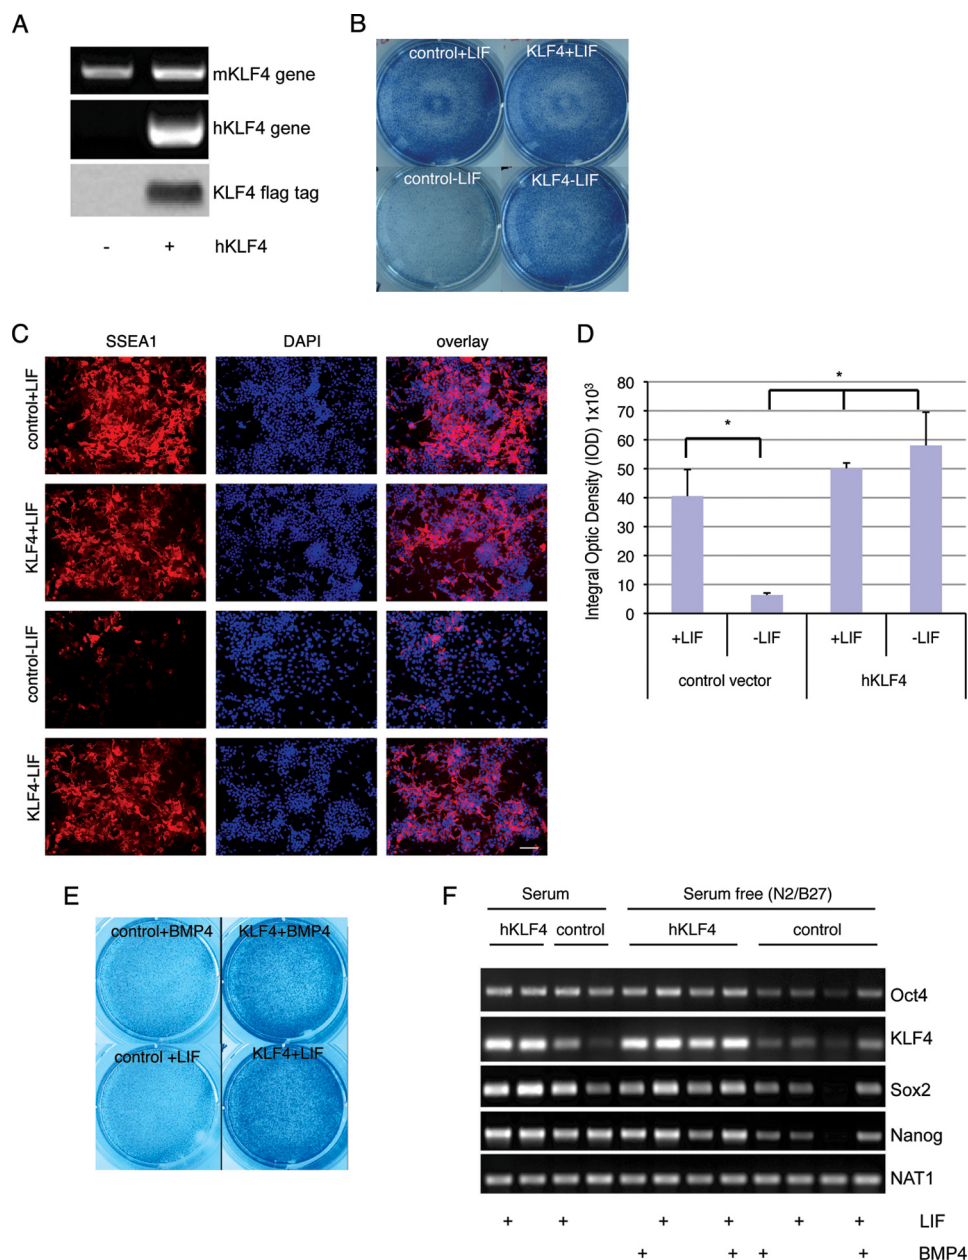 A
mKLF4 gene
hKLF4 gene
KLF4 flag tag
- + hKLF4
B
control+LIF KLF4+LIF
control-LIF KLF4-LIF
C
SSEA1 DAPI overlay
control+LIF
KLF4+LIF
control-LIF
KLF4-LIF
D
Integral Optic Density (IOD) 1x10³
80
70
60
50
40
30
20
10
0
*
*
+LIF -LIF +LIF -LIF
control vector hKLF4
E
control+BMP4 KLF4+BMP4
control +LIF KLF4+LIF
F
Serum Serum free (N2/B27)
hKLF4 control hKLF4 control
Oct4
KLF4
Sox2
Nanog
NAT1
+ + + + + + LIF
+ + + + BMP4